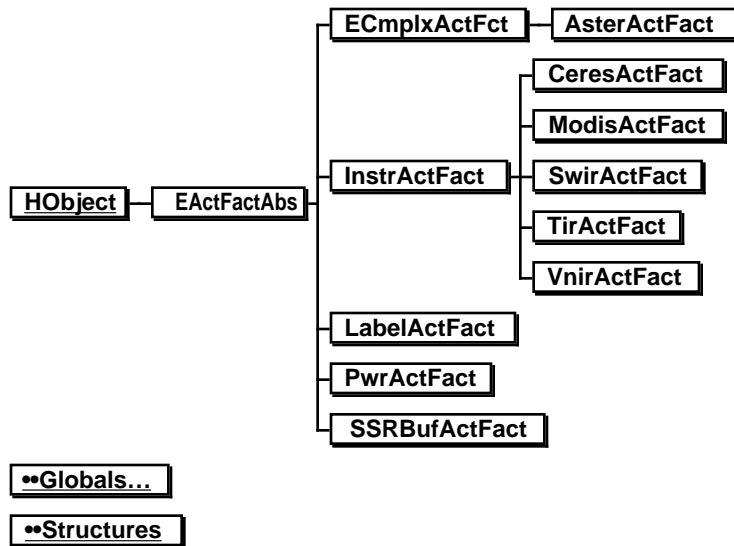 ECmplxActFct
AsterActFact
CeresActFact
ModisActFact
InstrActFact
SwirActFact
HObject
EActFactAbs
TirActFact
VnirActFact
LabelActFact
PwrActFact
SSRBufActFact
••Globals…
••Structures